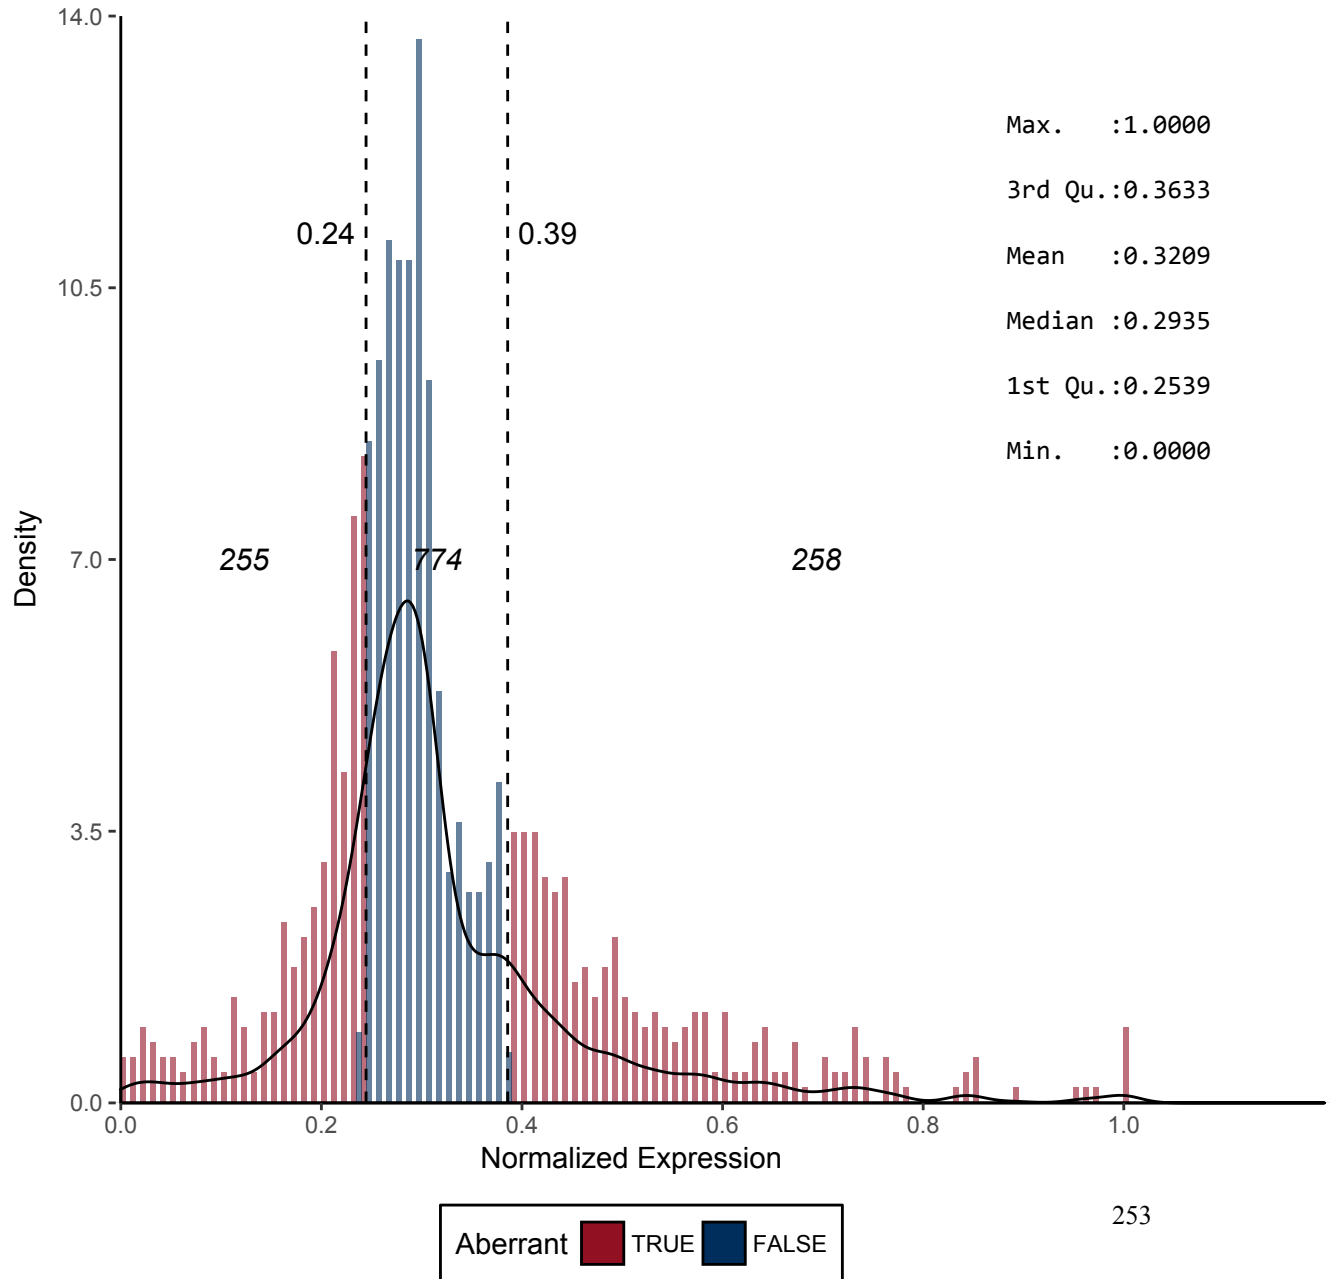 14.0
Max.   :1.0000
3rd Qu.:0.3633
0.24 0.39
Mean   :0.3209
10.5
Median :0.2935
1st Qu.:0.2539
Min.   :0.0000
Density
7.0
255 774 258
3.5
0.0
0.0 0.2 0.4 0.6 0.8 1.0
Normalized Expression
253
Aberrant TRUE FALSE